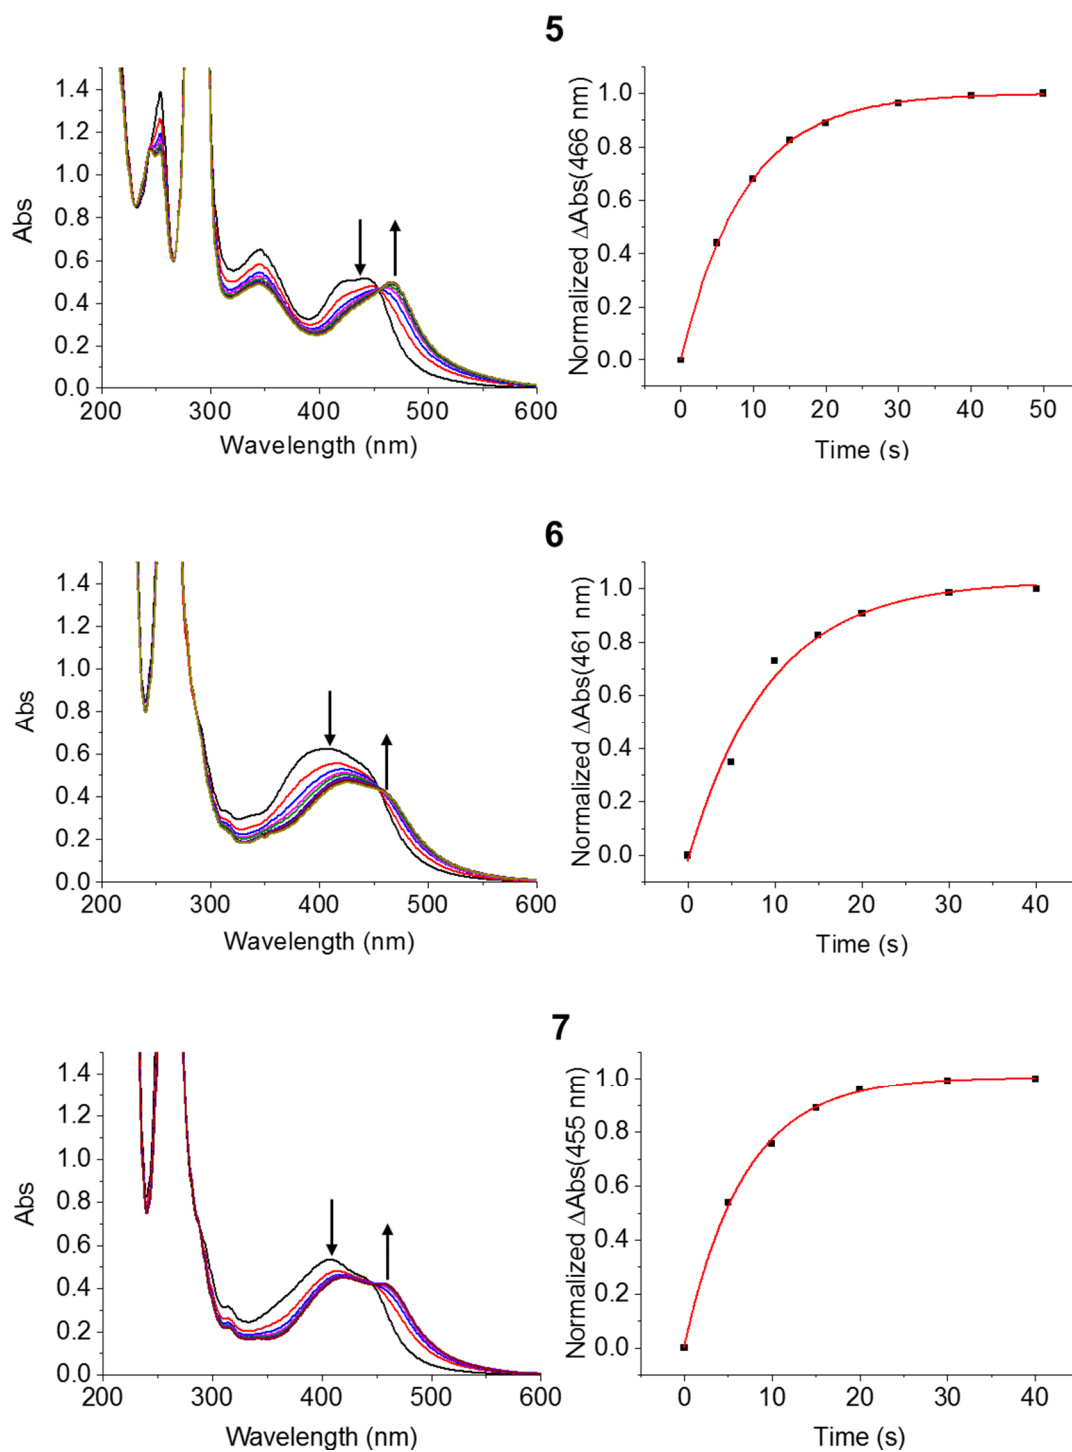 5
1.4
1.2
1.0
0.8
0.6
0.4
0.2
0.0
Abs
200 300 400 500 600
Wavelength (nm)
1.0
0.8
0.6
0.4
0.2
0.0
Normalized ΔAbs(466 nm)
0 10 20 30 40 50
Time (s)
6
1.4
1.2
1.0
0.8
0.6
0.4
0.2
0.0
Abs
200 300 400 500 600
Wavelength (nm)
1.0
0.8
0.6
0.4
0.2
0.0
Normalized ΔAbs(461 nm)
0 10 20 30 40
Time (s)
7
1.4
1.2
1.0
0.8
0.6
0.4
0.2
0.0
Abs
200 300 400 500 600
Wavelength (nm)
1.0
0.8
0.6
0.4
0.2
0.0
Normalized ΔAbs(455 nm)
0 10 20 30 40
Time (s)